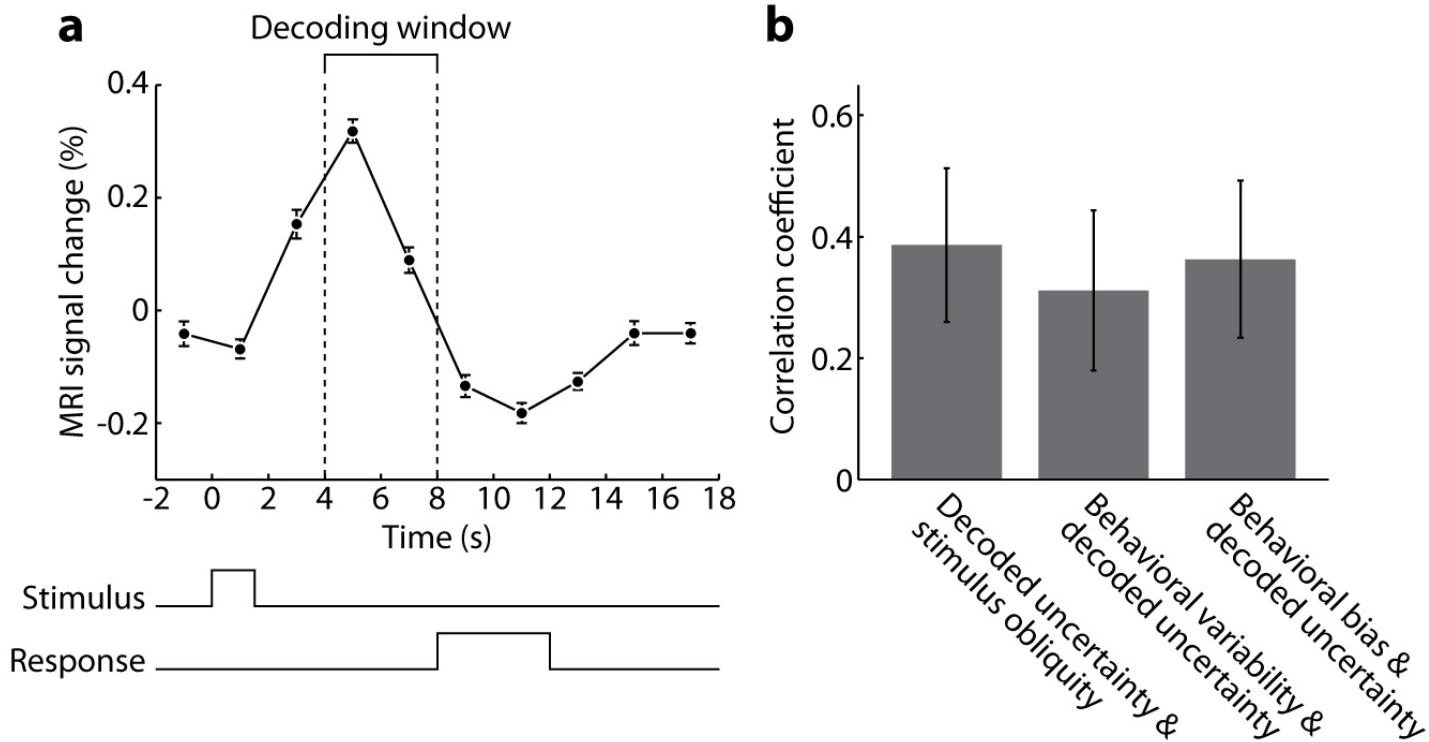 a
Decoding window
0.4
0.2
0
-0.2
MRI signal change (%)
-2 0 2 4 6 8 10 12 14 16 18
Time (s)
Stimulus
Response
b
0.6
0.4
0.2
0
Correlation coefficient
Decoded uncertainty &
stimulus obliquity
Behavioral variability &
decoded uncertainty
Behavioral bias &
decoded uncertainty